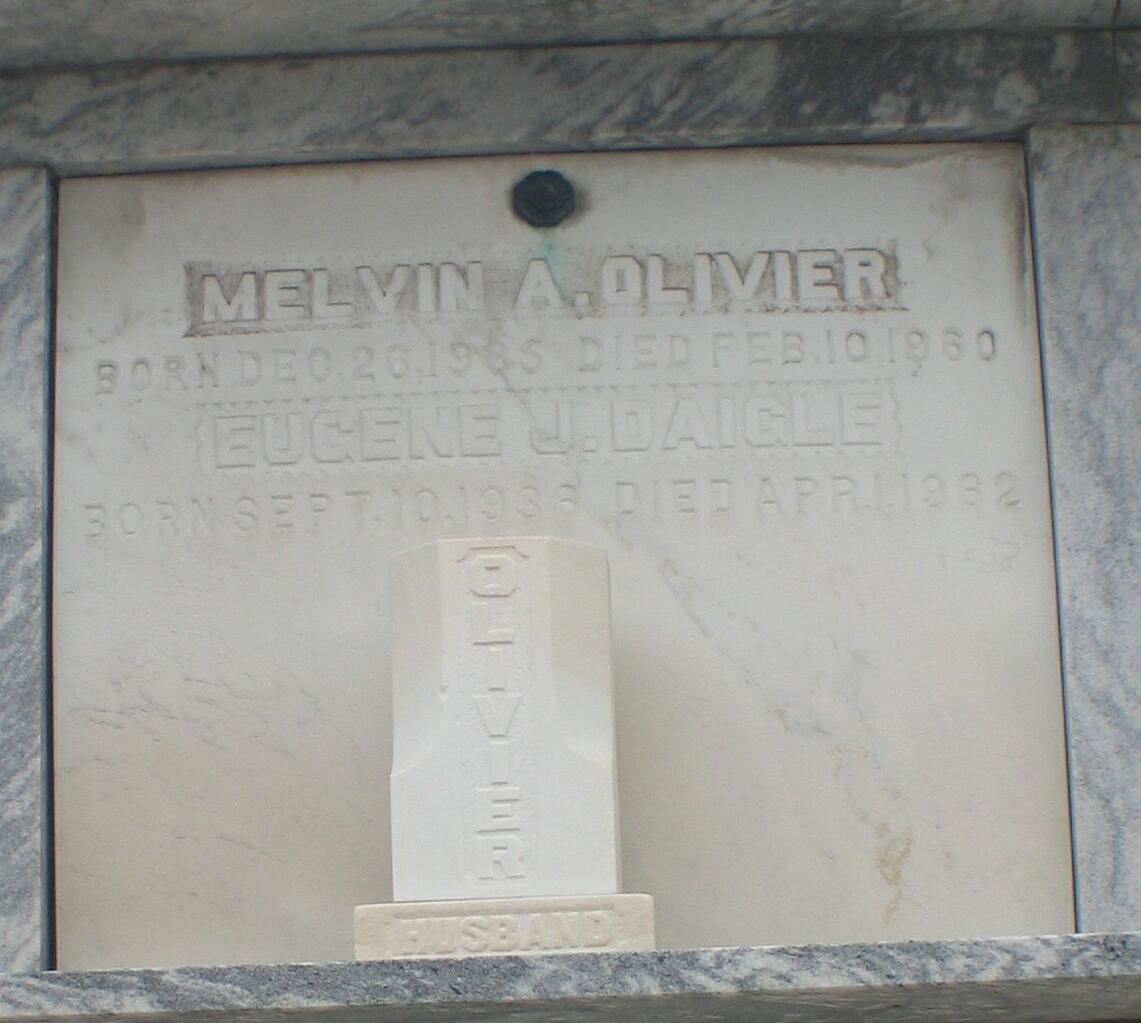 MELVIN A. OLIVIER
BORN DEC. 26, 1935 DIED FEB. 10, 1960
EUGENE J. DAIGLE
BORN SEPT. 10, 1936 DIED APR. 1, 1962
OLIVIER
HUSBAND